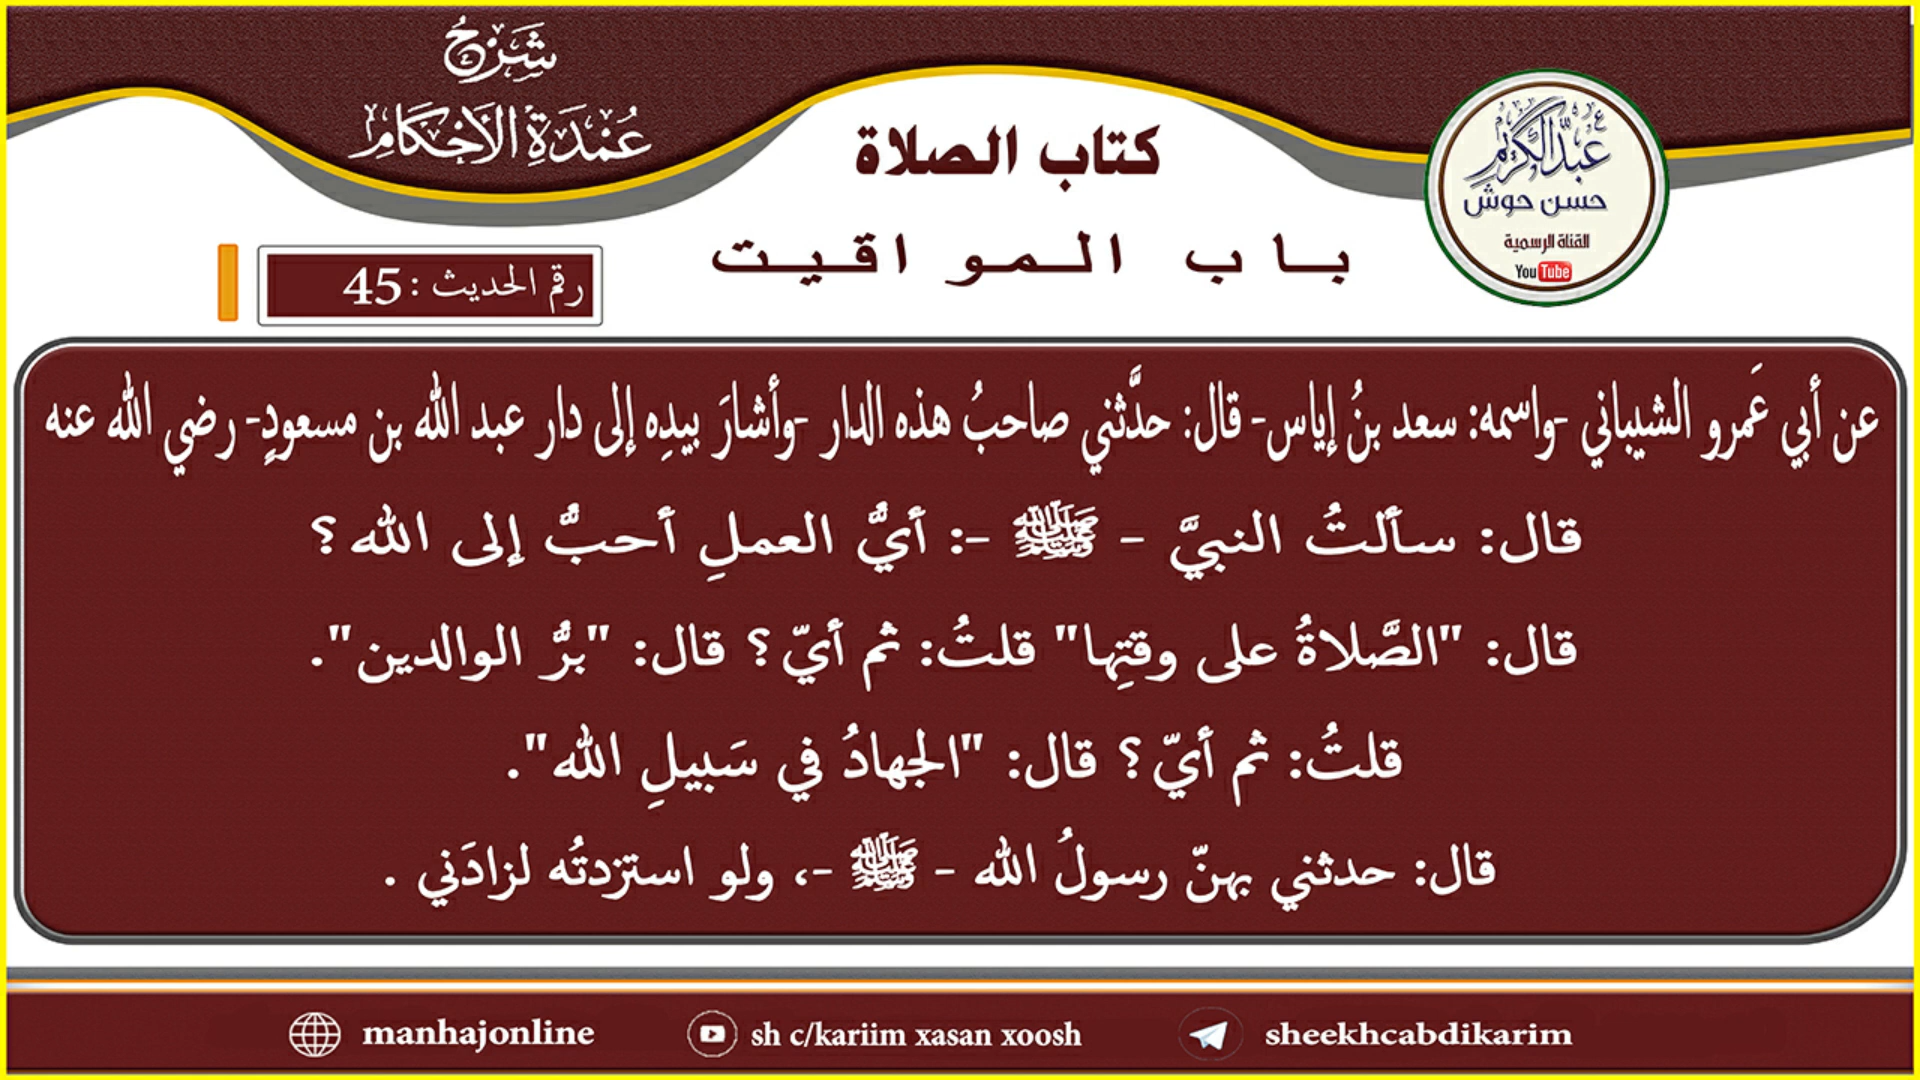 شرح
عمدة الأحكام
كتاب الصلاة
باب المواقيت
رقم الحديث : 45
عبد الكريم
حسن حوش
القناة الرسمية
YouTube
عن أبي عَمرو الشيباني -واسمه: سعد بنُ إياس- قال: حدَّثني صاحبُ هذه الدار -وأشارَ بيدِه إلى دار عبد الله بن مسعودٍ- رضي الله عنه
قال: سألتُ النبيَّ - ﷺ -: أيُّ العملِ أحبُّ إلى الله ؟
قال: "الصَّلاةُ على وقتِها" قلتُ: ثم أيّ ؟ قال: "برُّ الوالدين".
قلتُ: ثم أيّ ؟ قال: "الجهادُ في سَبيلِ الله".
قال: حدثني بهنّ رسولُ الله - ﷺ -، ولو استزدتُه لزادَني .
manhajonline
sh c/kariim xasan xoosh
sheekhcabdikarim